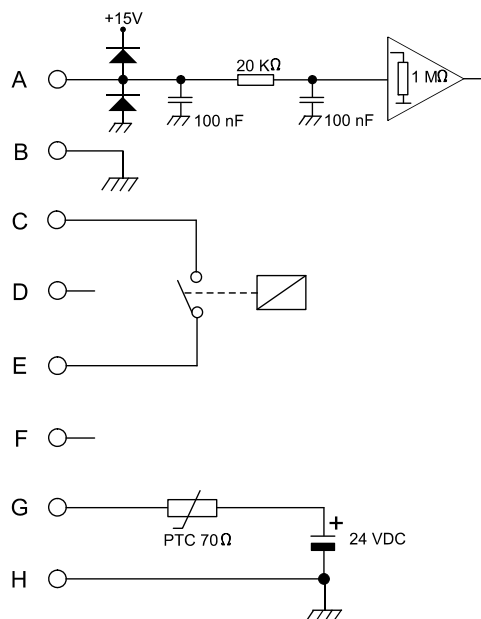 +15V
A
20 KΩ
1 MΩ
100 nF
100 nF
B
C
D
E
F
G
PTC 70Ω
+
24 VDC
H